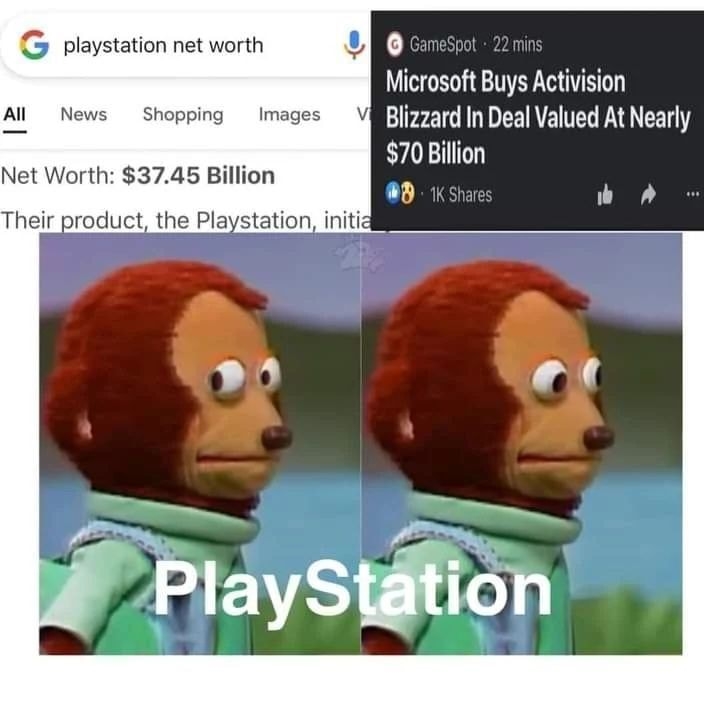 playstation net worth
All News Shopping Images
Net Worth: $37.45 Billion
Their product, the Playstation,
GameSpot · 22 mins
Microsoft Buys Activision
Blizzard In Deal Valued At Nearly
$70 Billion
1K Shares
PlayStation